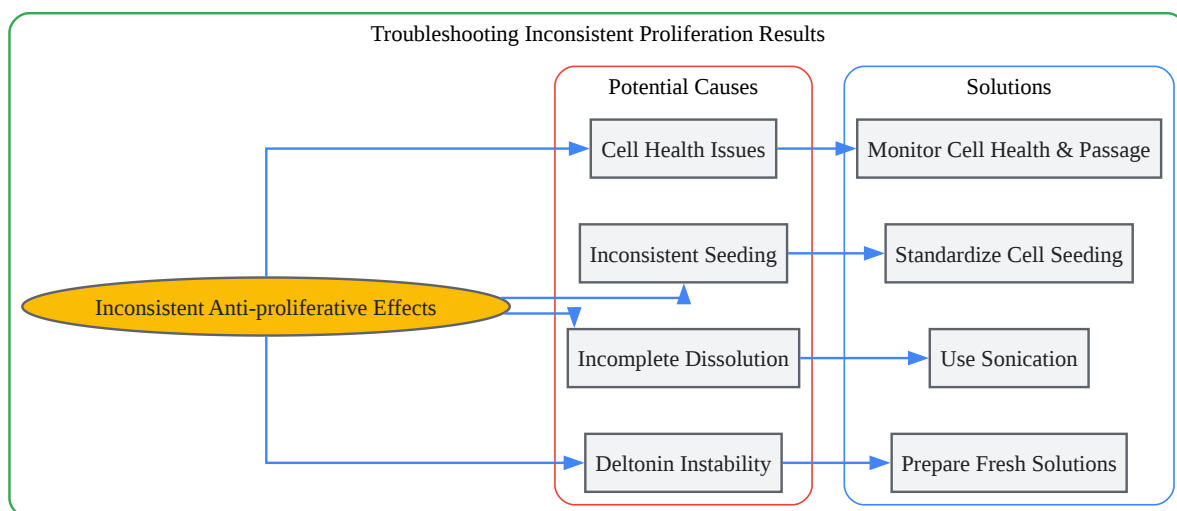 Troubleshooting Inconsistent Proliferation Results
Potential Causes
Solutions
Cell Health Issues
Monitor Cell Health & Passage
Inconsistent Seeding
Standardize Cell Seeding
Inconsistent Anti-proliferative Effects
Incomplete Dissolution
Use Sonication
Deltonin Instability
Prepare Fresh Solutions